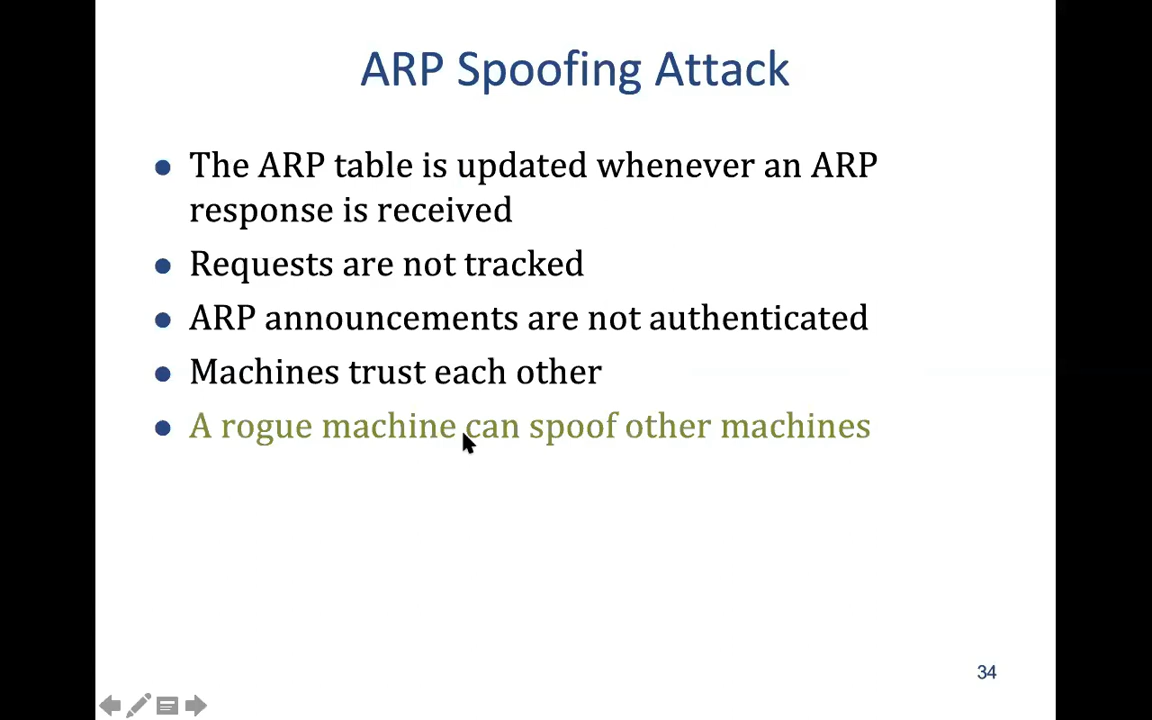 ARP Spoofing Attack
The ARP table is updated whenever an ARP
response is received
Requests are not tracked
ARP announcements are not authenticated
Machines trust each other
A rogue machine can spoof other machines
34